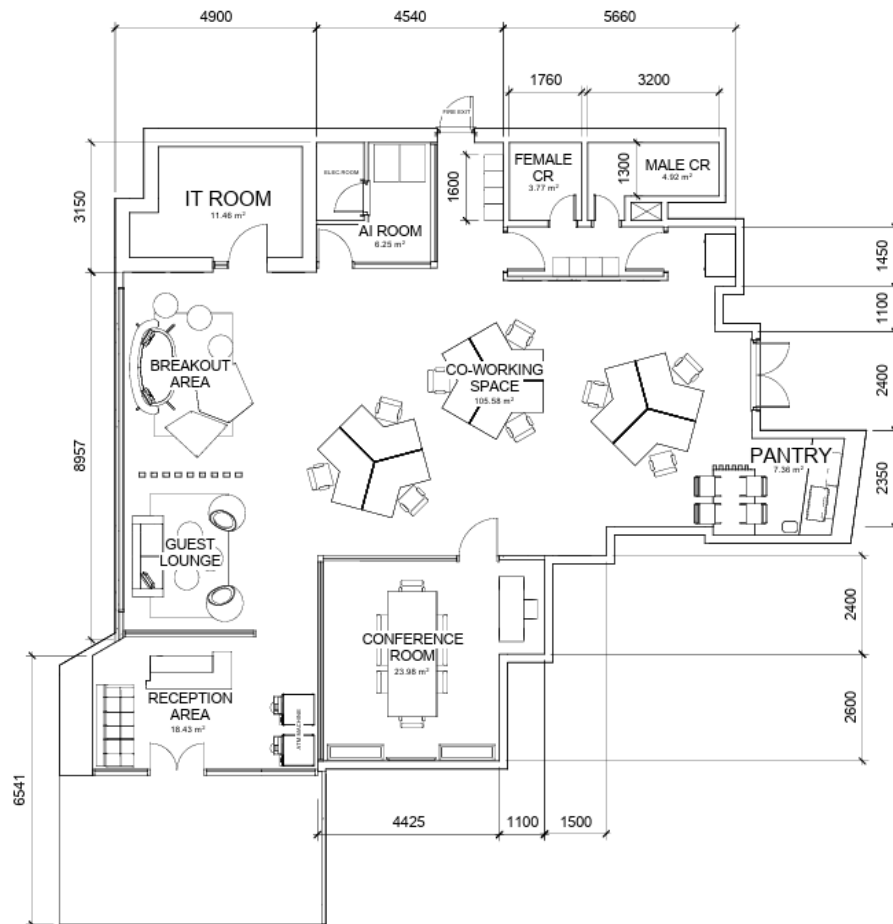 4900
4540
5660
1760
3200
FIRE EXIT
3150
IT ROOM
11.46 m²
ELEC.ROOM
AI ROOM
6.25 m²
1600
FEMALE
CR
3.77 m²
1300
MALE CR
4.92 m²
1450
1100
2400
2350
BREAKOUT
AREA
CO-WORKING
SPACE
105.58 m²
8957
PANTRY
7.36 m²
GUEST
LOUNGE
CONFERENCE
ROOM
23.98 m²
2400
2600
RECEPTION
AREA
18.43 m²
ATM MACHINE
6541
4425
1100
1500